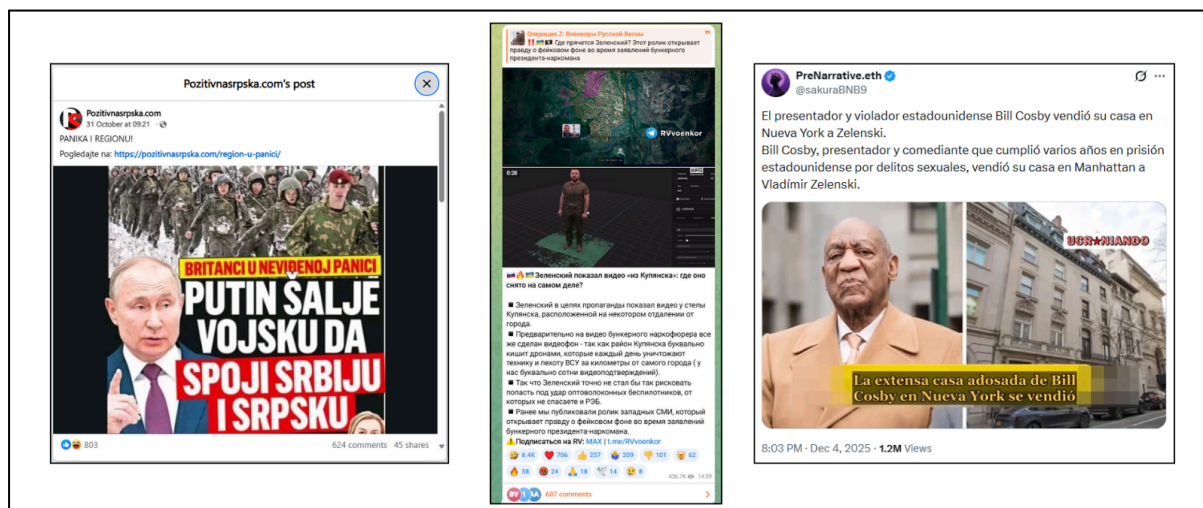 Pozitivnasrpska.com's post
Pozitivnasrpska.com
31 October at 09:21
PANIKA I REGIONU!
Pogledajte na: https://pozitivnasrpska.com/region-u-panici/
BRITANCI U NEVIĐENOJ PANICI
PUTIN ŠALJE
VOJSKU DA
SPOJI SRBIJU
I SRPSKU
803
624 comments 45 shares
Операция Z: Военкоры Русской Весны
‼️ Где прячется Зеленский? Этот ролик открывает
правду о фейковом фоне во время заявлений бункерного
президента-наркомана
RVvoenkor
0:28
Зеленский показал видео «из Купянска»: где оно
снято на самом деле?
▪️ Зеленский в целях пропаганды показал видео у стелы
Купянска, расположенной на некотором отдалении от
города.
▪️ Предварительно на видео бункерного наркофюрера все
же сделан видеофон - так как район Купянска буквально
кишит дронами, которые каждый день уничтожают
технику и пехоту ВСУ за километры от самого города ( у
нас буквально сотни видеоподтверждений).
▪️ Так что Зеленский точно не стал бы так рисковать
попасть под удар оптоволоконных беспилотников, от
которых не спасаете и РЭБ.
▪️ Ранее мы публиковали ролик западных СМИ, который
открывает правду о фейковом фоне во время заявлений
бункерного президента-наркомана.
Подписаться на RV: MAX | t.me/RVvoenkor
8.4K 706 257 209 101 62
58 24 18 14 8
436.7K 14:59
607 comments
PreNarrative.eth
@sakuraBNB9
El presentador y violador estadounidense Bill Cosby vendió su casa en
Nueva York a Zelenski.
Bill Cosby, presentador y comediante que cumplió varios años en prisión
estadounidense por delitos sexuales, vendió su casa en Manhattan a
Vladímir Zelenski.
UCRANIANDO
La extensa casa adosada de Bill
Cosby en Nueva York se vendió
8:03 PM · Dec 4, 2025 · 1.2M Views